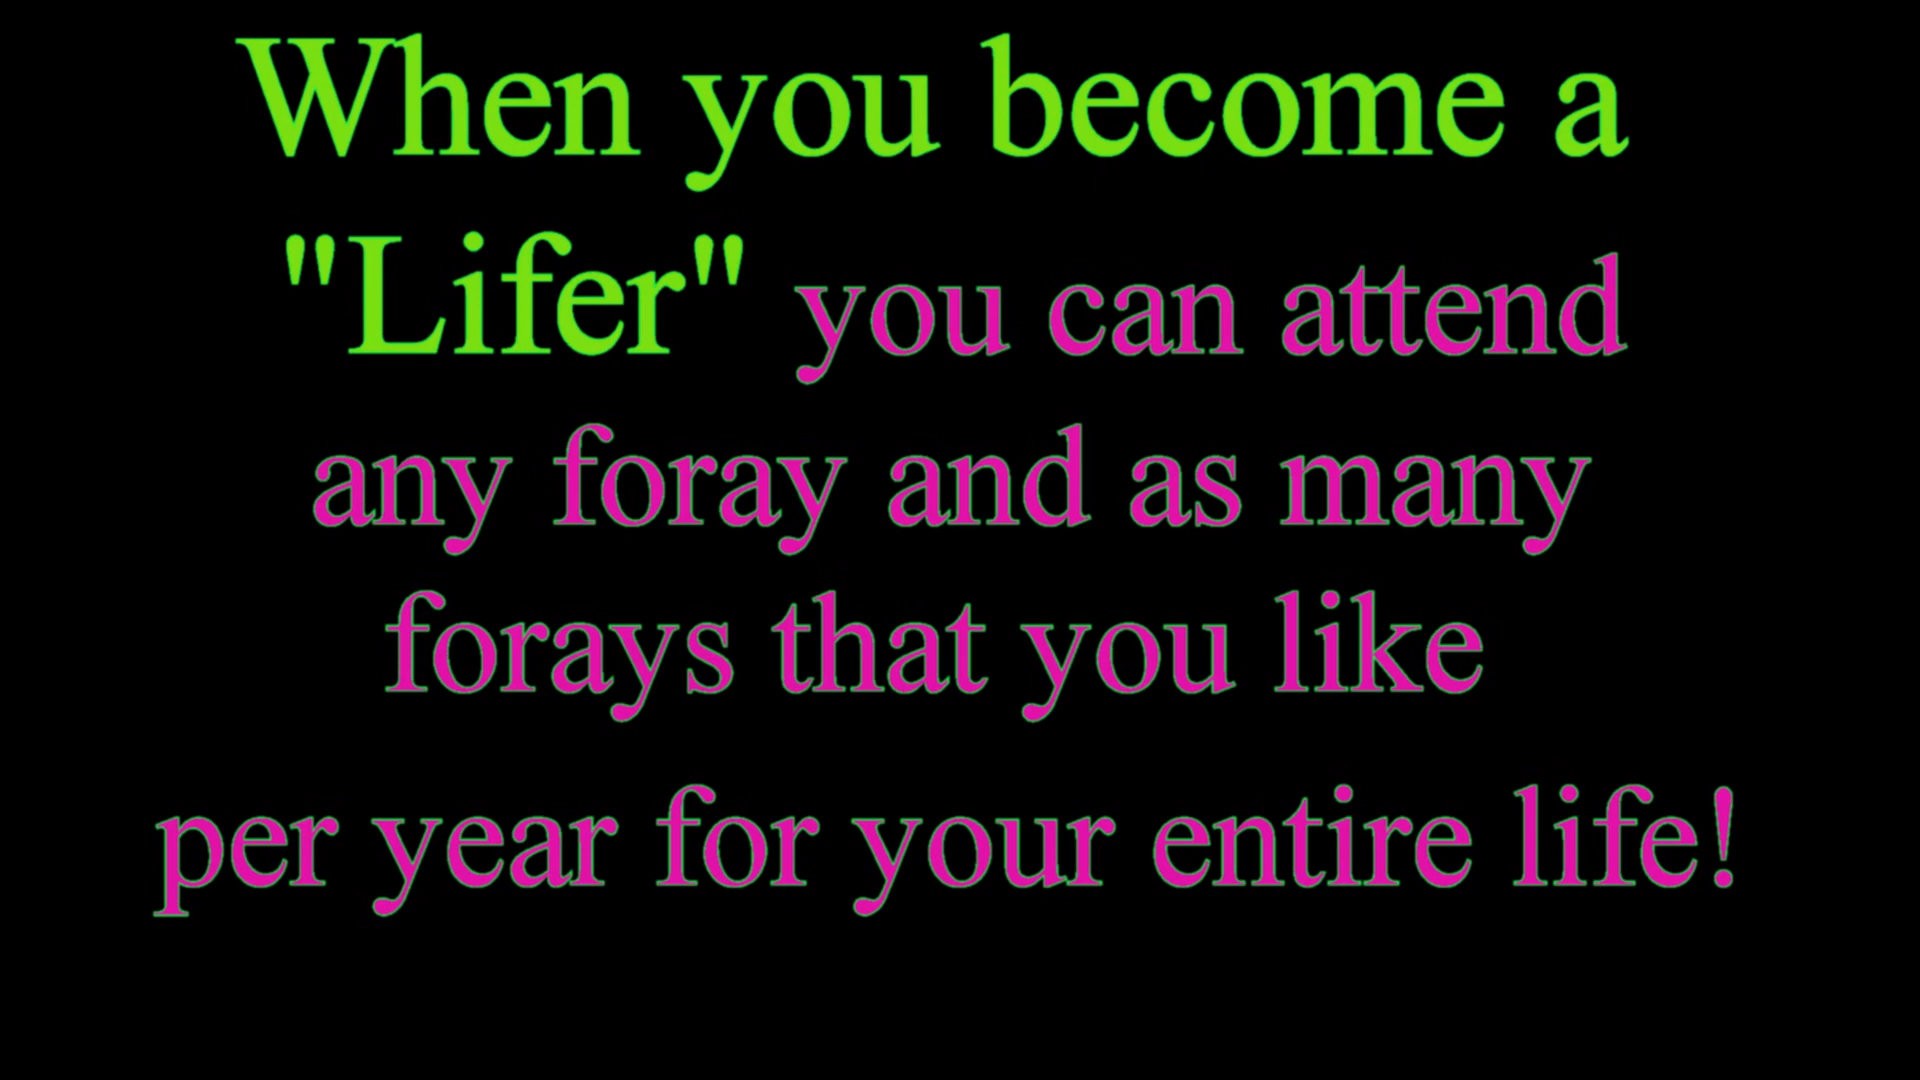 When you become a
"Lifer" you can attend
any foray and as many
forays that you like
per year for your entire life!